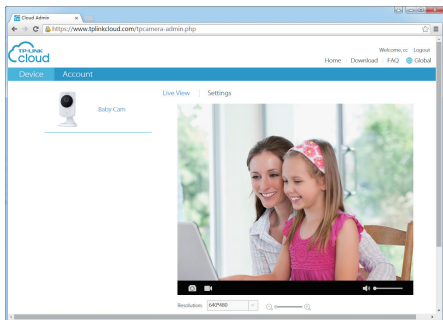 Cloud Admin
https://www.tplinkcloud.com/tpcamera-admin.php
TP-LINK
cloud
Welcome, cc Logout
Home Download FAQ Global
Device Account
Live View Settings
Baby Cam
Resolution: 640*480